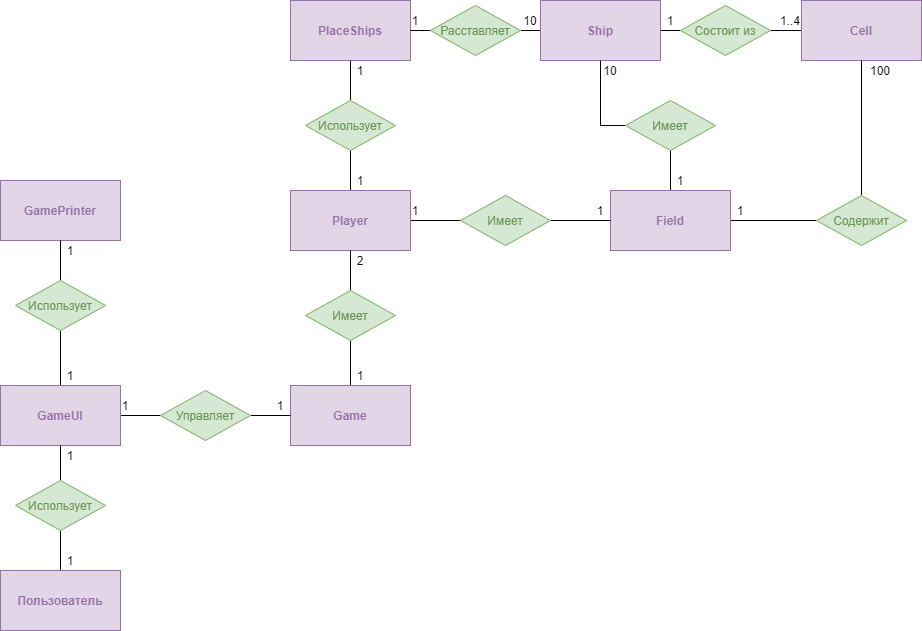 PlaceShips
1
Расставляет
10
Ship
1
Состоит из
1..4
Cell
1
10
100
Использует
Имеет
1
1
GamePrinter
Player
1
Имеет
1
Field
1
Содержит
1
2
Использует
Имеет
1
1
GameUI
1
Управляет
1
Game
1
Использует
1
Пользователь